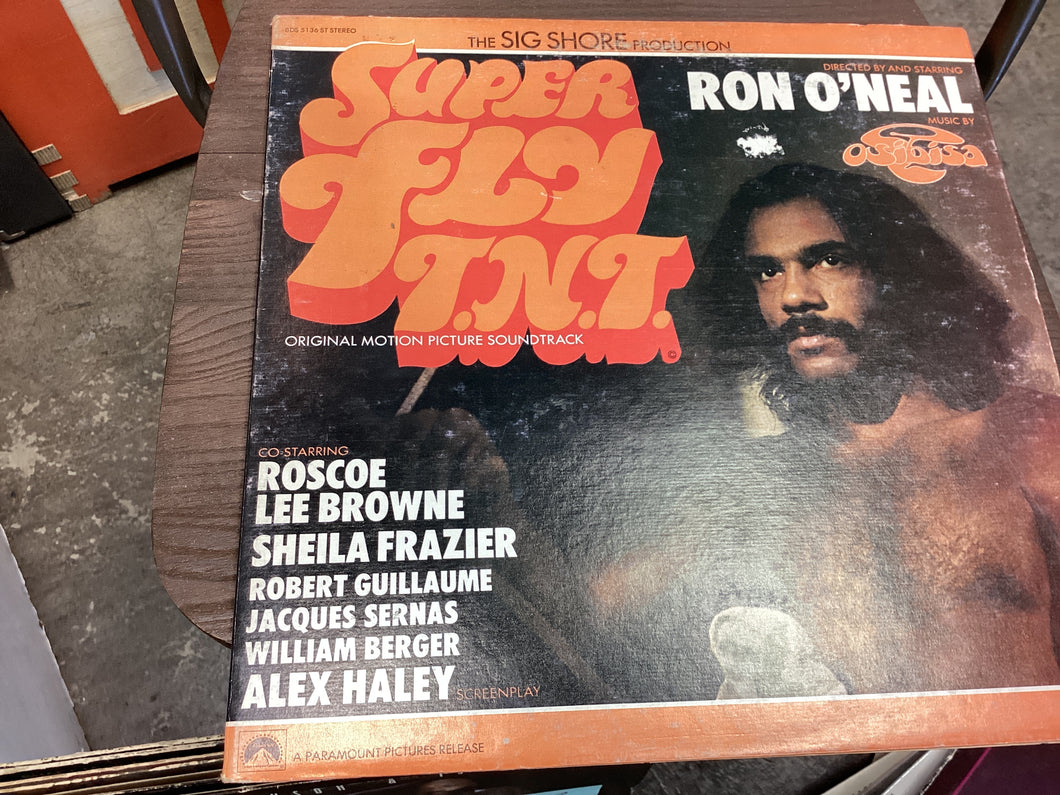 BDS 5136 ST STEREO
THE SIG SHORE PRODUCTION
SUPER
FLY
T.N.T.
©
ORIGINAL MOTION PICTURE SOUNDTRACK
DIRECTED BY AND STARRING
RON O'NEAL
MUSIC BY
Osibisa
CO-STARRING
ROSCOE
LEE BROWNE
SHEILA FRAZIER
ROBERT GUILLAUME
JACQUES SERNAS
WILLIAM BERGER
ALEX HALEY SCREENPLAY
A PARAMOUNT PICTURES RELEASE